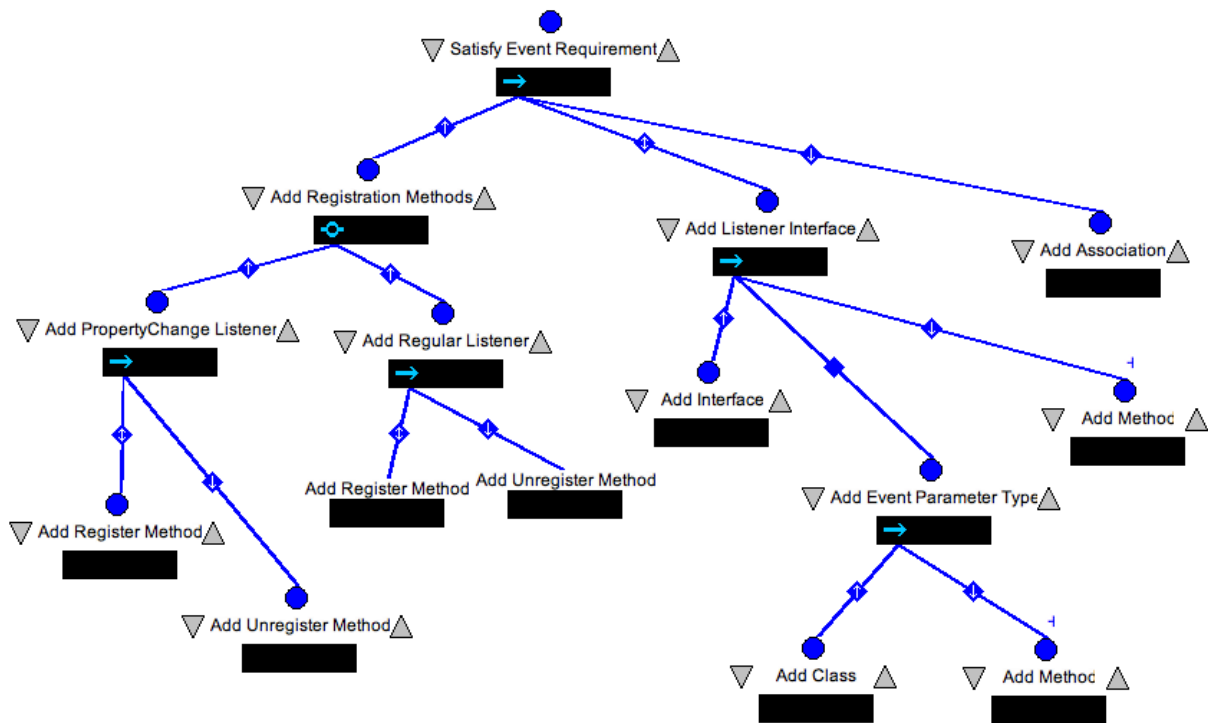 Satisfy Event Requirement
Add Registration Methods
Add Listener Interface
Add Association
Add PropertyChange Listener
Add Regular Listener
Add Interface
Add Method
Add Register Method
Add Unregister Method
Add Event Parameter Type
Add Register Method
Add Unregister Method
Add Class
Add Method